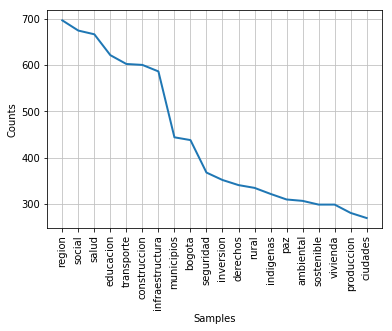 700
600
500
400
300
Counts
region
social
salud
educacion
transporte
construccion
infraestructura
municipios
bogota
seguridad
inversion
derechos
rural
indigenas
paz
ambiental
sostenible
vivienda
produccion
ciudades
Samples